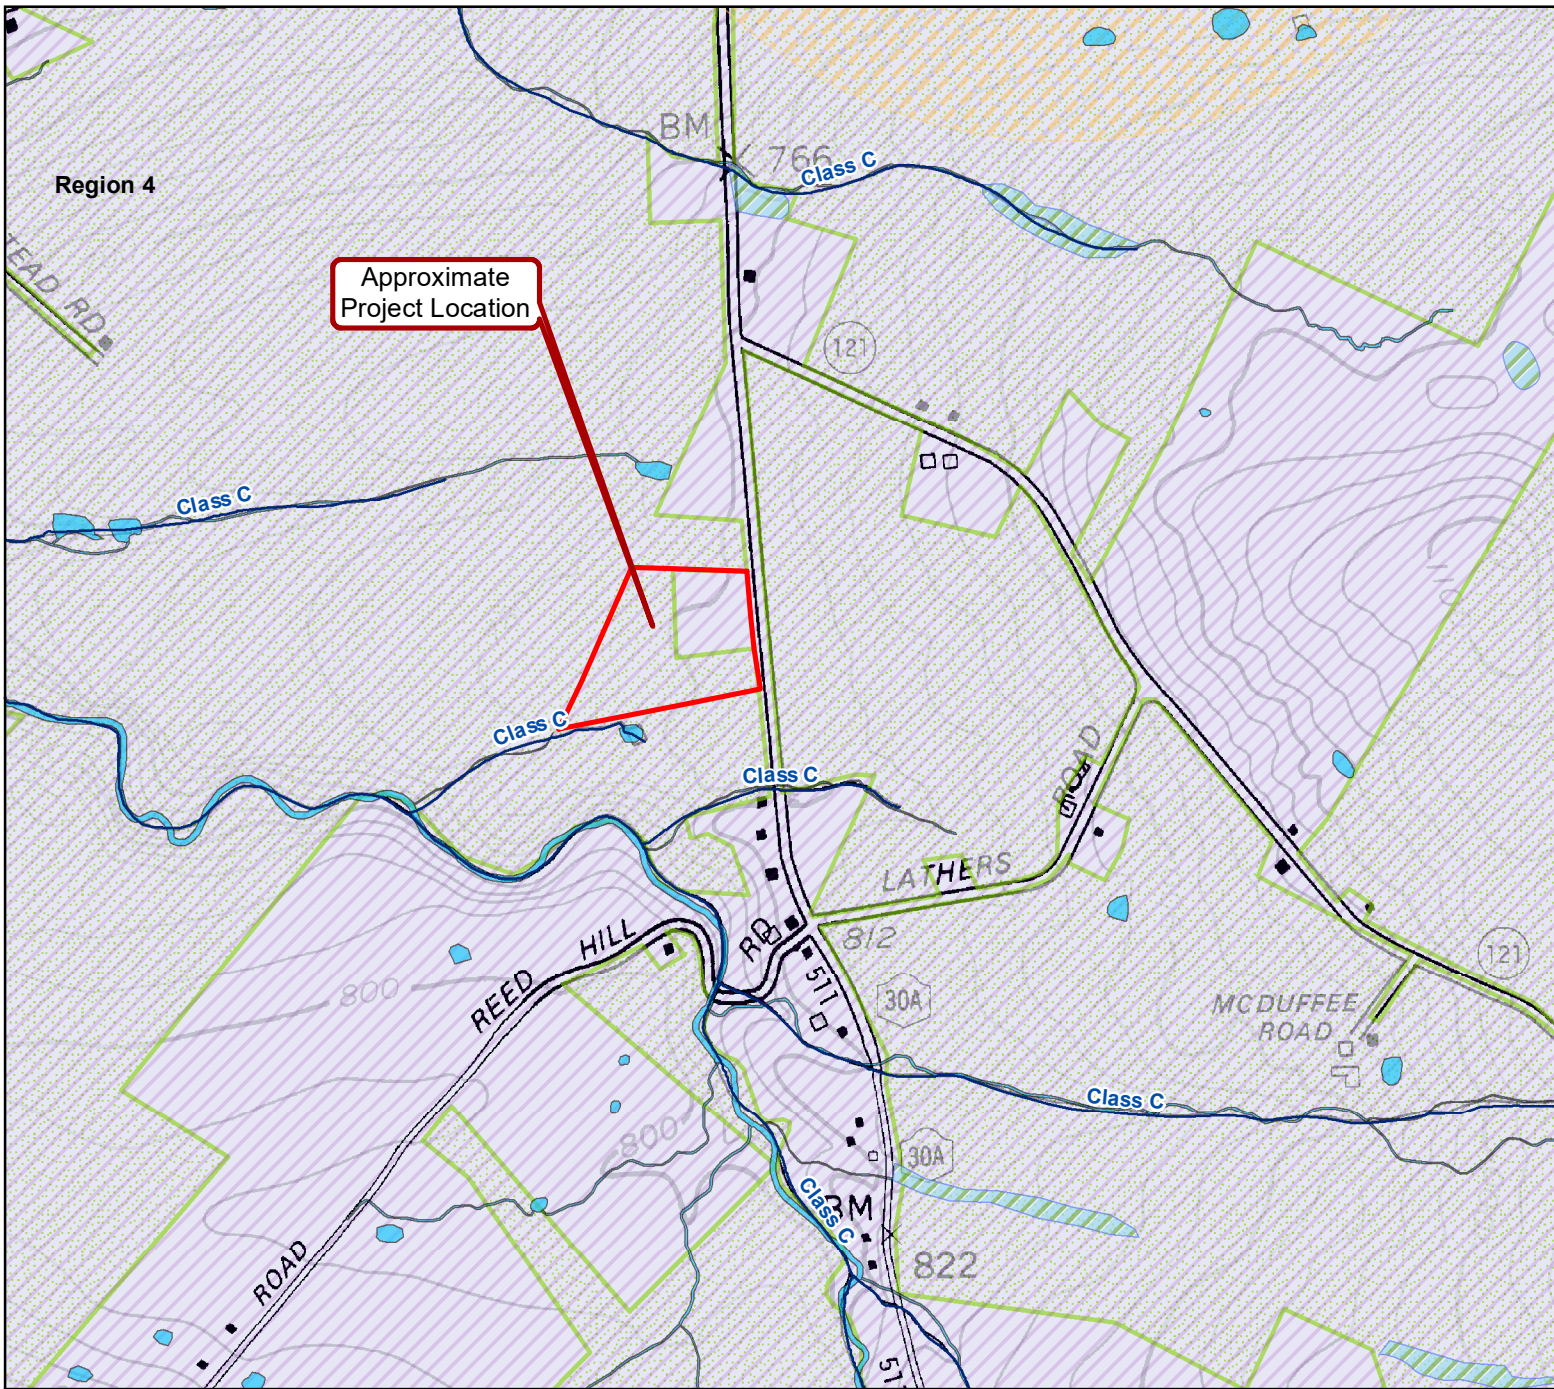 BM
766
Class C
Region 4
TEAD RD
Approximate
Project Location
121
Class C
Class C
Class C
ROAD
LATHERS
HILL
RD
812
REED
800
511
30A
121
MCDUFFEE
ROAD
Class C
800
30A
Class C
BM
822
ROAD